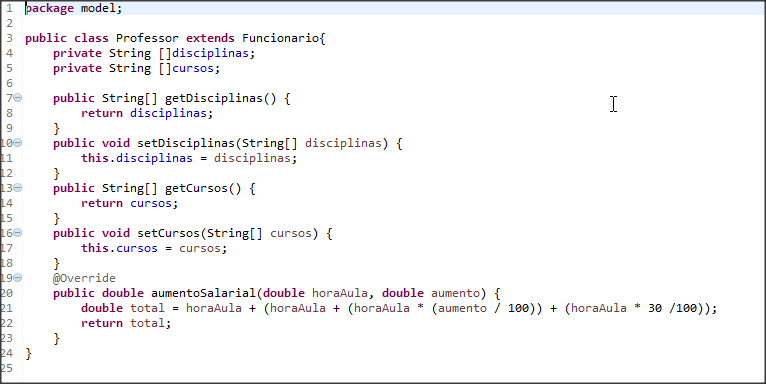 1 package model;
2
3 public class Professor extends Funcionario{
4     private String []disciplinas;
5     private String []cursos;
6
7     public String[] getDisciplinas() {
8         return disciplinas;
9     }
10     public void setDisciplinas(String[] disciplinas) {
11         this.disciplinas = disciplinas;
12     }
13     public String[] getCursos() {
14         return cursos;
15     }
16     public void setCursos(String[] cursos) {
17         this.cursos = cursos;
18     }
19     @Override
20     public double aumentoSalarial(double horaAula, double aumento) {
21         double total = horaAula + (horaAula + (horaAula * (aumento / 100)) + (horaAula * 30 /100));
22         return total;
23     }
24 }
25